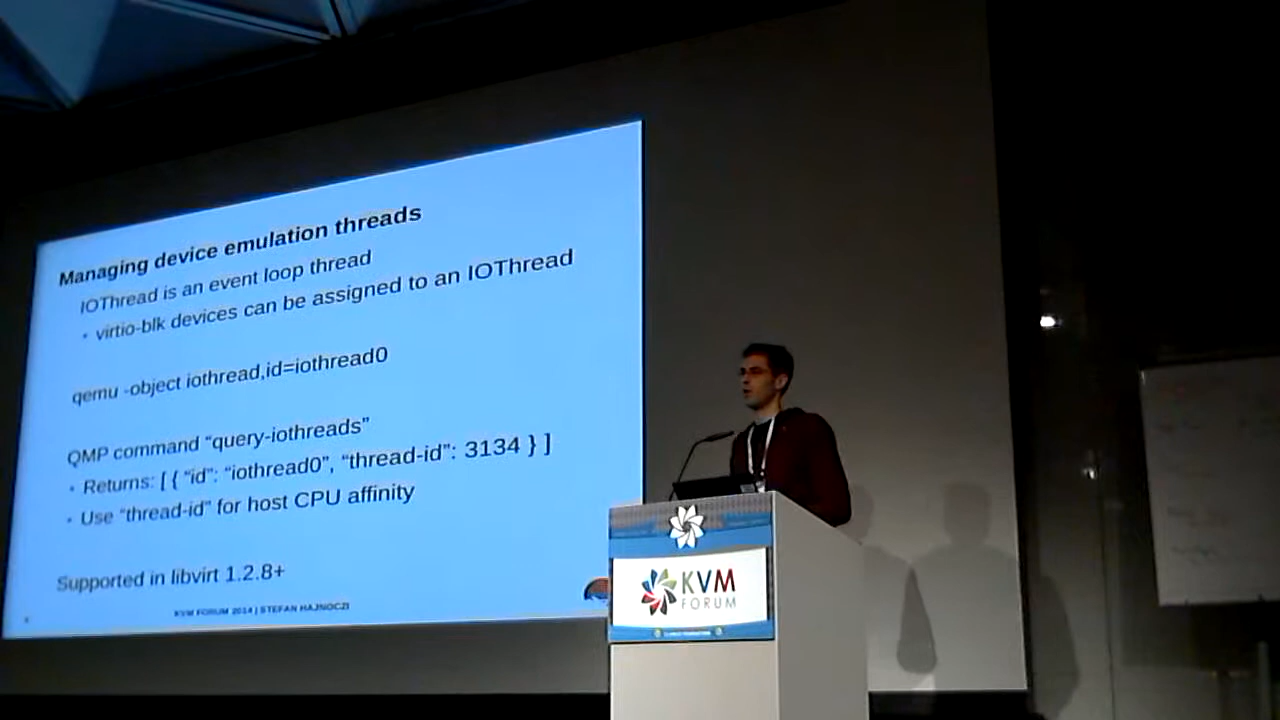 Managing device emulation threads
IOThread is an event loop thread
• virtio-blk devices can be assigned to an IOThread
qemu -object iothread,id=iothread0
QMP command “query-iothreads”
• Returns: [ { “id”: “iothread0”, “thread-id”: 3134 } ]
• Use “thread-id” for host CPU affinity
Supported in libvirt 1.2.8+
KVM FORUM 2014 | STEFAN HAJNOCZI
KVM
FORUM